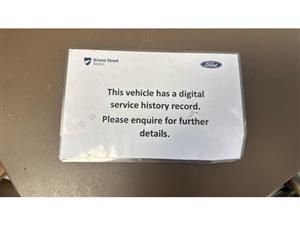 Bristol Street
Motors
Ford
This vehicle has a digital
service history record.
Please enquire for further
details.